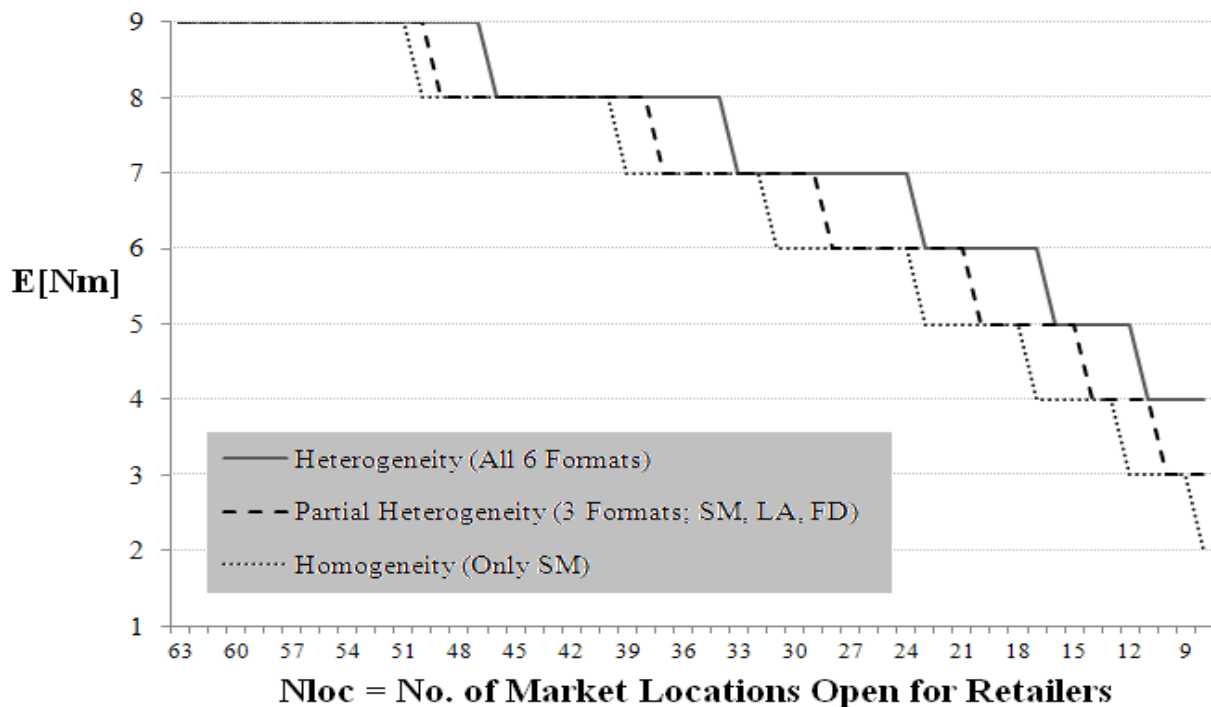 9
8
7
6
E[Nm]
5
4
3
2
1
Heterogeneity (All 6 Formats)
Partial Heterogeneity (3 Formats; SM, LA, FD)
Homogeneity (Only SM)
63 60 57 54 51 48 45 42 39 36 33 30 27 24 21 18 15 12 9
Nloc = No. of Market Locations Open for Retailers